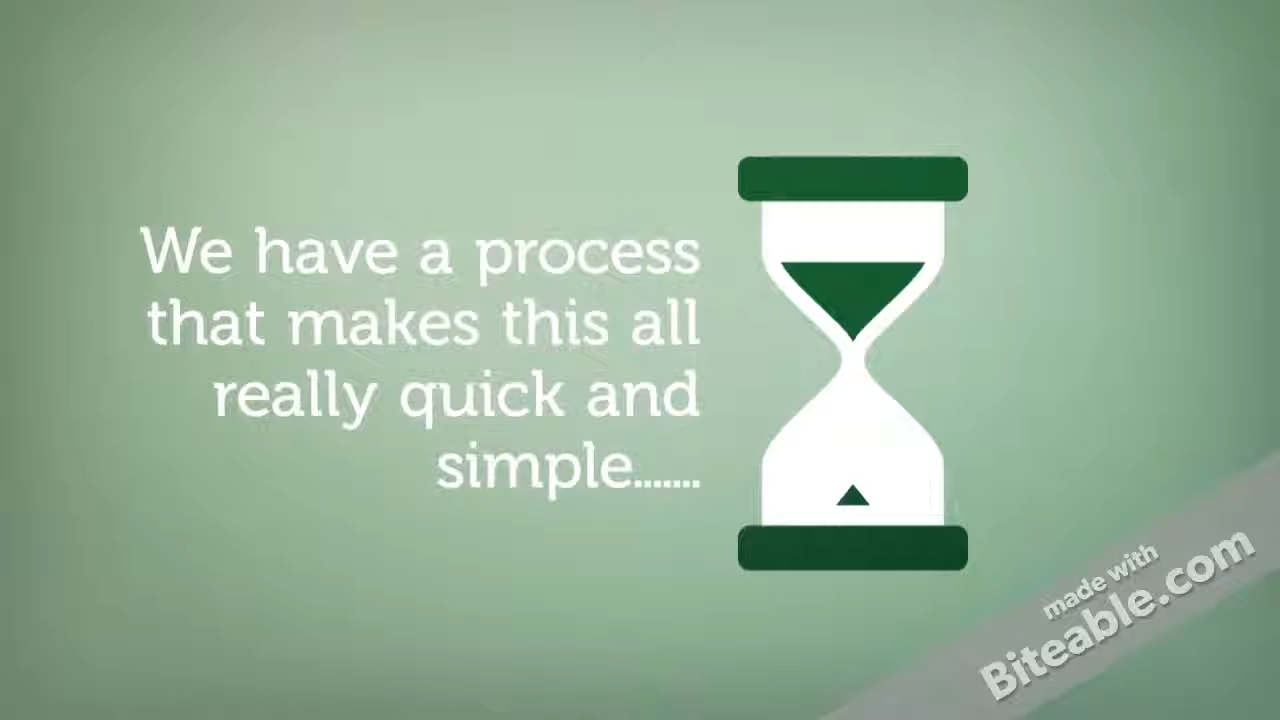 We have a process
that makes this all
really quick and
simple.......
made with
Biteable.com